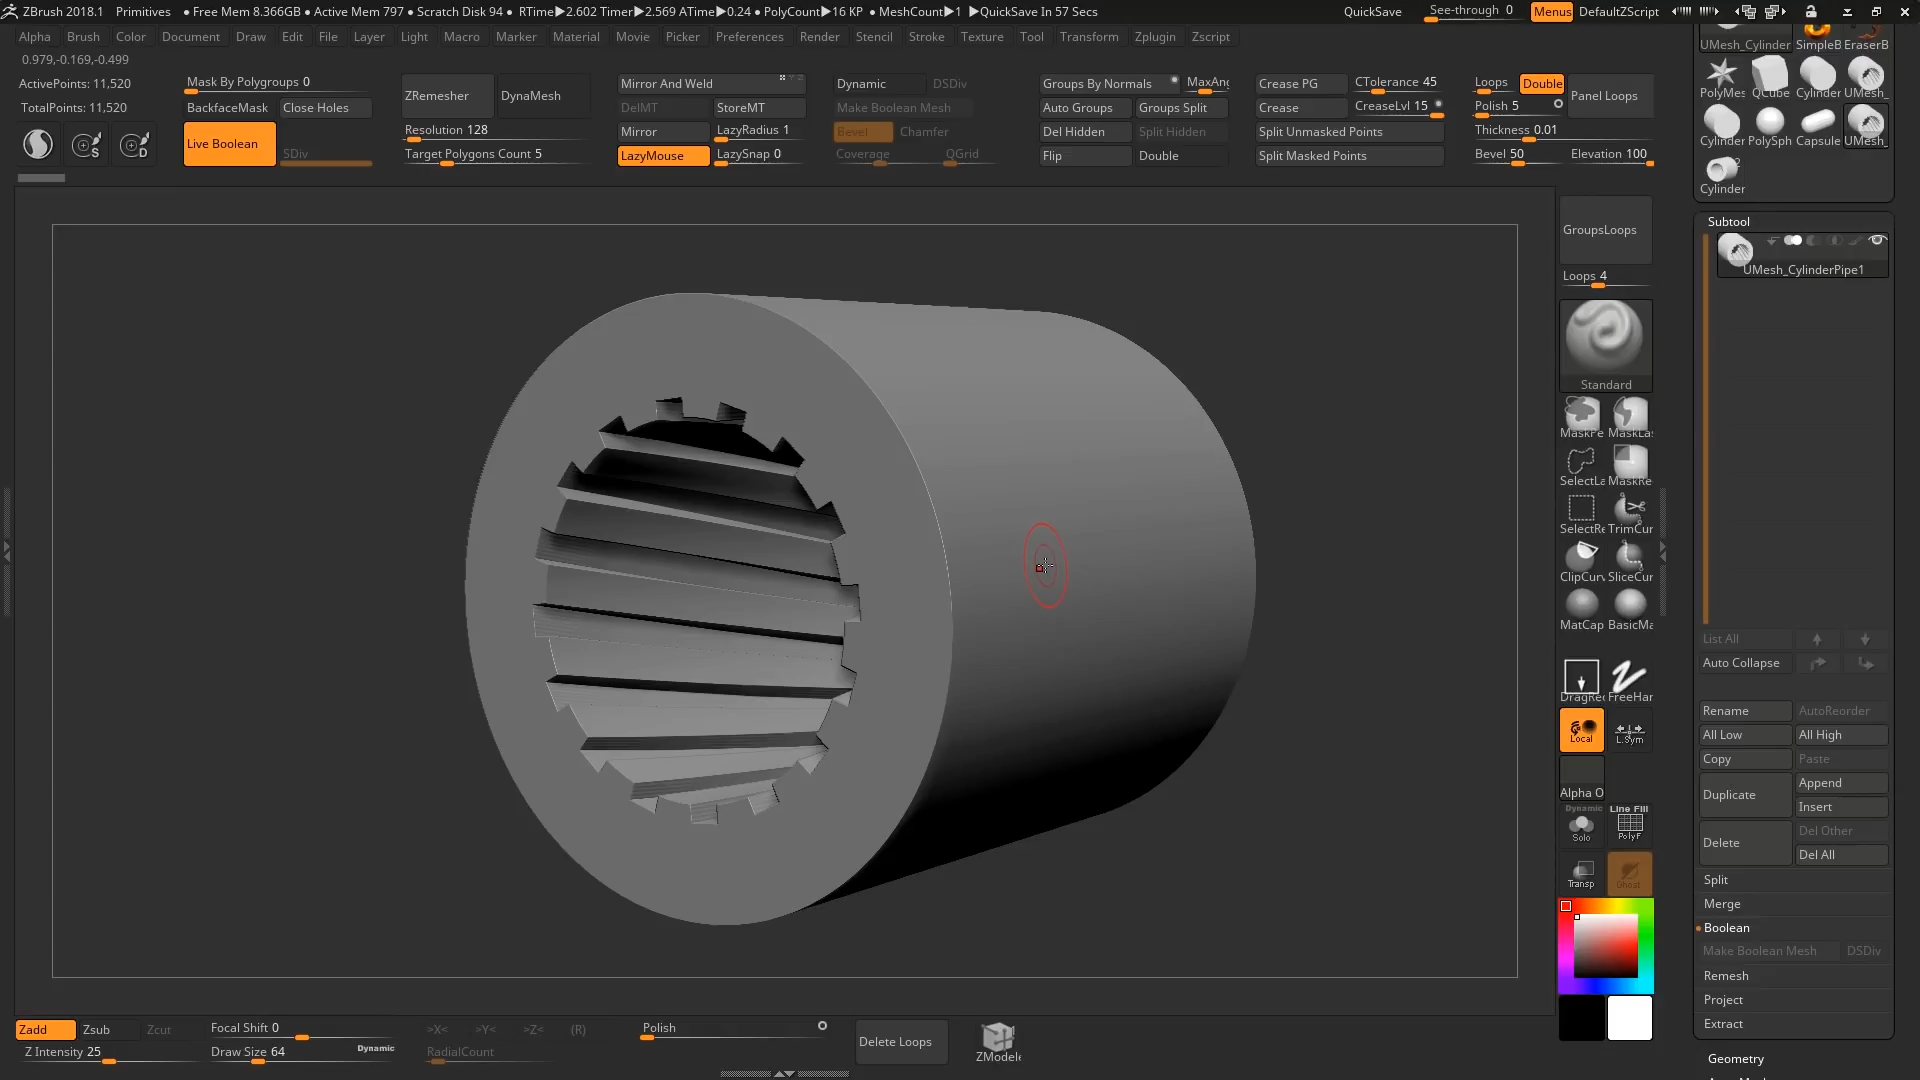 ZBrush 2018.1 Primitives • Free Mem 8.366GB • Active Mem 797 • Scratch Disk 94 • RTime▶2.602 Timer▶2.569 ATime▶0.24 • PolyCount▶16 KP • MeshCount▶1 ▶QuickSave In 57 Secs QuickSave See-through 0 Menus DefaultZScript
Alpha Brush Color Document Draw Edit File Layer Light Macro Marker Material Movie Picker Preferences Render Stencil Stroke Texture Tool Transform Zplugin Zscript
0.979,-0.169,-0.499
ActivePoints: 11,520
TotalPoints: 11,520
Mask By Polygroups 0
BackfaceMask Close Holes
Live Boolean
SDiv
ZRemesher DynaMesh
Resolution 128
Target Polygons Count 5
Mirror And Weld
DelMT StoreMT
Mirror LazyRadius 1
LazyMouse LazySnap 0
Dynamic DSDiv
Make Boolean Mesh
Bevel Chamfer
Coverage QGrid
Groups By Normals MaxAng
Auto Groups Groups Split
Del Hidden Split Hidden
Flip Double
Crease PG CTolerance 45
Crease CreaseLvl 15
Split Unmasked Points
Split Masked Points
Loops Double
Panel Loops
Polish 5
Thickness 0.01
Bevel 50 Elevation 100
GroupsLoops
Loops 4
Standard
MaskPe MaskLa
SelectLa MaskRe
SelectRe TrimCur
ClipCurv SliceCur
MatCap BasicMa
DragRec FreeHan
Local L.Sym
Alpha O
Dynamic Line Fill
Solo PolyF
Transp Ghost
UMesh_Cylinder SimpleB EraserB
PolyMes QCube Cylinder UMesh_
Cylinder PolySph Capsule UMesh_
2
Cylinder
Subtool
UMesh_CylinderPipe1
List All
Auto Collapse
Rename AutoReorder
All Low All High
Copy Paste
Duplicate Append
Insert
Delete Del Other
Del All
Split
Merge
Boolean
Make Boolean Mesh DSDiv
Remesh
Project
Extract
Geometry
Zadd Zsub Zcut
Z Intensity 25
Focal Shift 0
Draw Size 64 Dynamic
>X< >Y< >Z< (R)
RadialCount
Polish
Delete Loops
ZModele